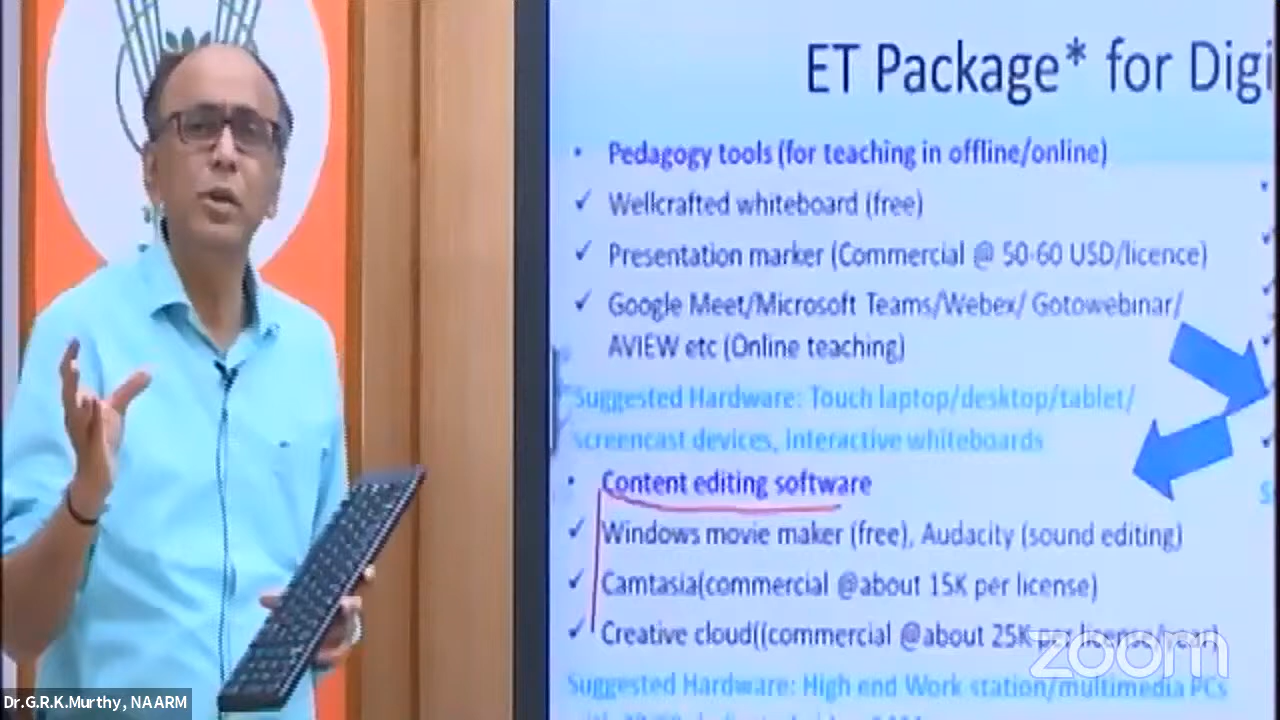 ET Package* for Digi
• Pedagogy tools (for teaching in offline/online)
✓ Wellcrafted whiteboard (free)
✓ Presentation marker (Commercial @ 50-60 USD/licence)
✓ Google Meet/Microsoft Teams/Webex/ Gotowebinar/
AVIEW etc (Online teaching)
Suggested Hardware: Touch laptop/desktop/tablet/
screencast devices, Interactive whiteboards
• Content editing software
✓ Windows movie maker (free), Audacity (sound editing)
✓ Camtasia(commercial @about 15K per license)
✓ Creative cloud((commercial @about 25K per license/year)
zoom
Suggested Hardware: High end Work station/multimedia PCs
Dr.G.R.K.Murthy, NAARM